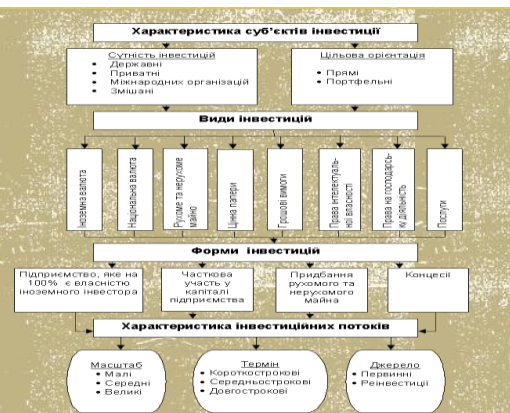 Характеристика суб'єктів інвестиції
Сутність інвестицій
• Державні
• Приватні
• Міжнародних організацій
• Змішані
Цільова орієнтація
• Прямі
• Портфельні
Види інвестицій
Іноземна валюта
Національна валюта
Рухоме та нерухоме
майно
Цінна папери
Грошові вимоги
Права інтелектуаль-
ної власності
Права на господарсь-
ку діяльність
Послуги
Форми інвестицій
Підприємство, яке на
100% є власністю
іноземного інвестора
Часткова
участь у
капіталі
підприємства
Придбання
рухомого та
нерухомого
майна
Концесії
Характеристика інвестиційних потоків
Масштаб
• Малі
• Середні
• Великі
Термін
• Короткострокові
• Середньострокові
• Довгострокові
Джерело
• Первинні
• Реінвестиції